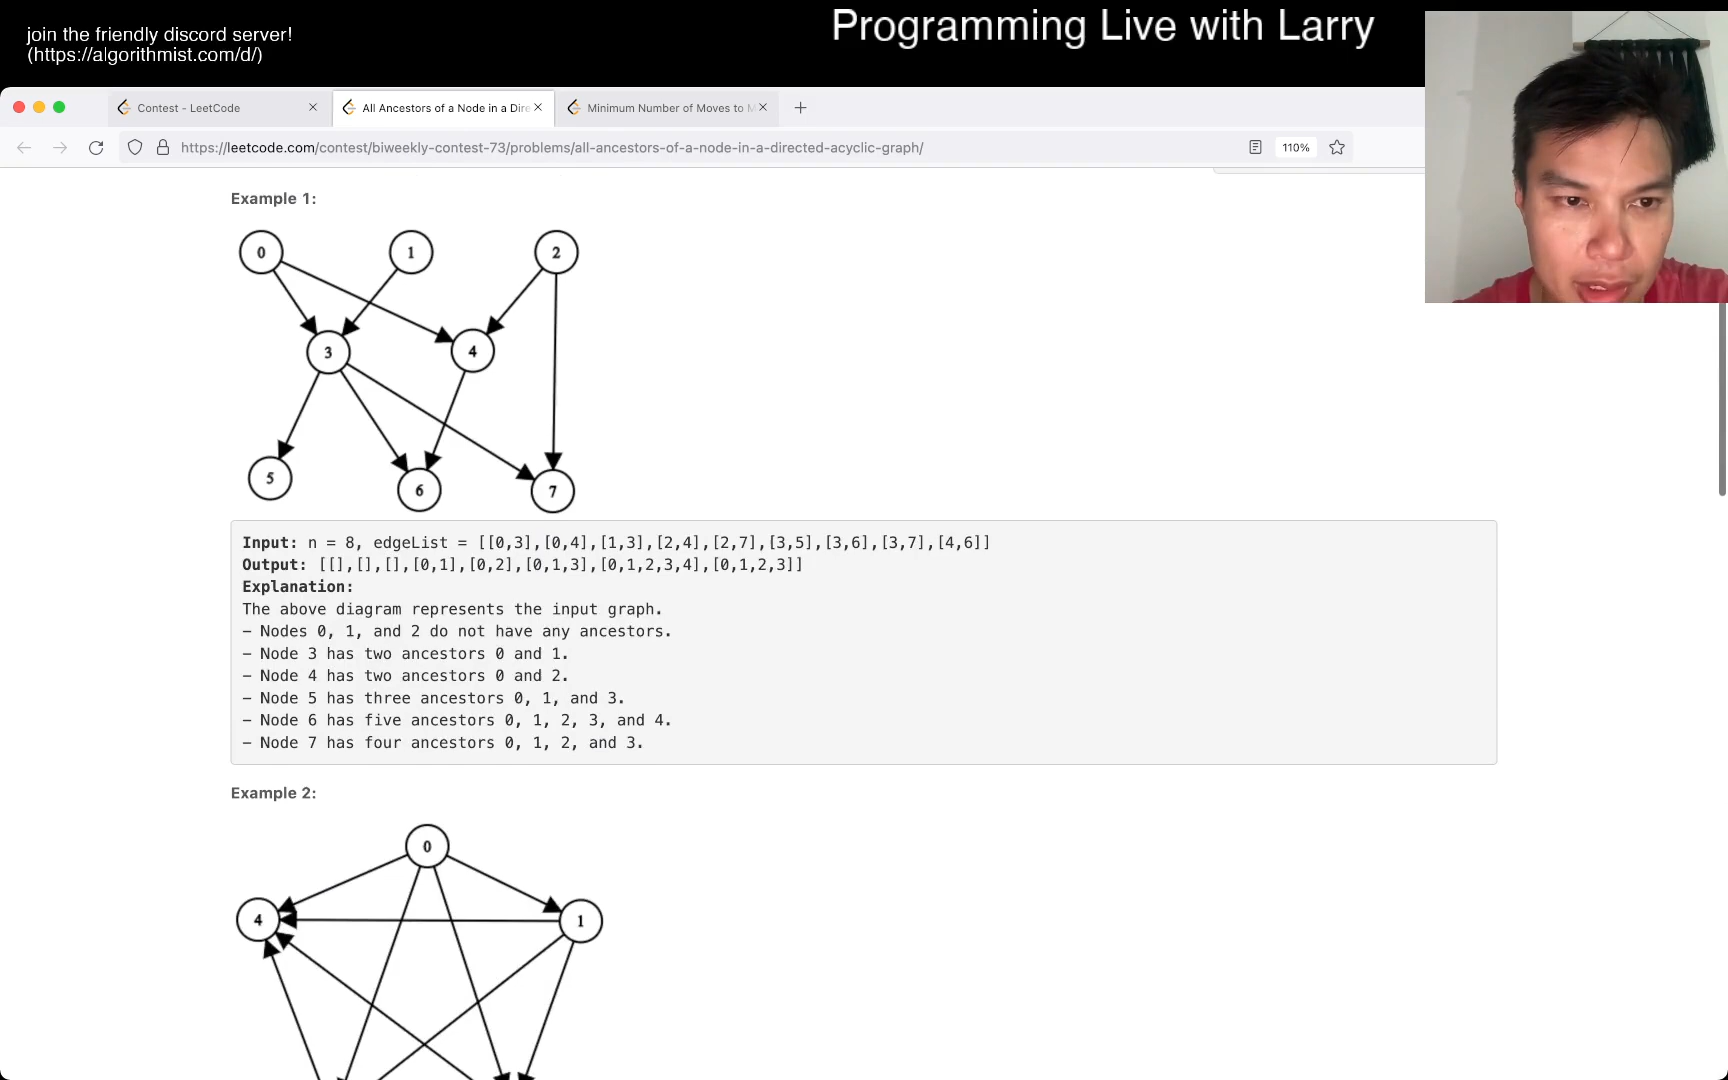 join the friendly discord server!
(https://algorithmist.com/d/)
Programming Live with Larry
Contest - LeetCode
All Ancestors of a Node in a Dire
Minimum Number of Moves to M
https://leetcode.com/contest/biweekly-contest-73/problems/all-ancestors-of-a-node-in-a-directed-acyclic-graph/
110%
Example 1:
0
1
2
3
4
5
6
7
Input: n = 8, edgeList = [[0,3],[0,4],[1,3],[2,4],[2,7],[3,5],[3,6],[3,7],[4,6]]
Output: [[],[],[],[0,1],[0,2],[0,1,3],[0,1,2,3,4],[0,1,2,3]]
Explanation:
The above diagram represents the input graph.
- Nodes 0, 1, and 2 do not have any ancestors.
- Node 3 has two ancestors 0 and 1.
- Node 4 has two ancestors 0 and 2.
- Node 5 has three ancestors 0, 1, and 3.
- Node 6 has five ancestors 0, 1, 2, 3, and 4.
- Node 7 has four ancestors 0, 1, 2, and 3.
Example 2:
0
4
1